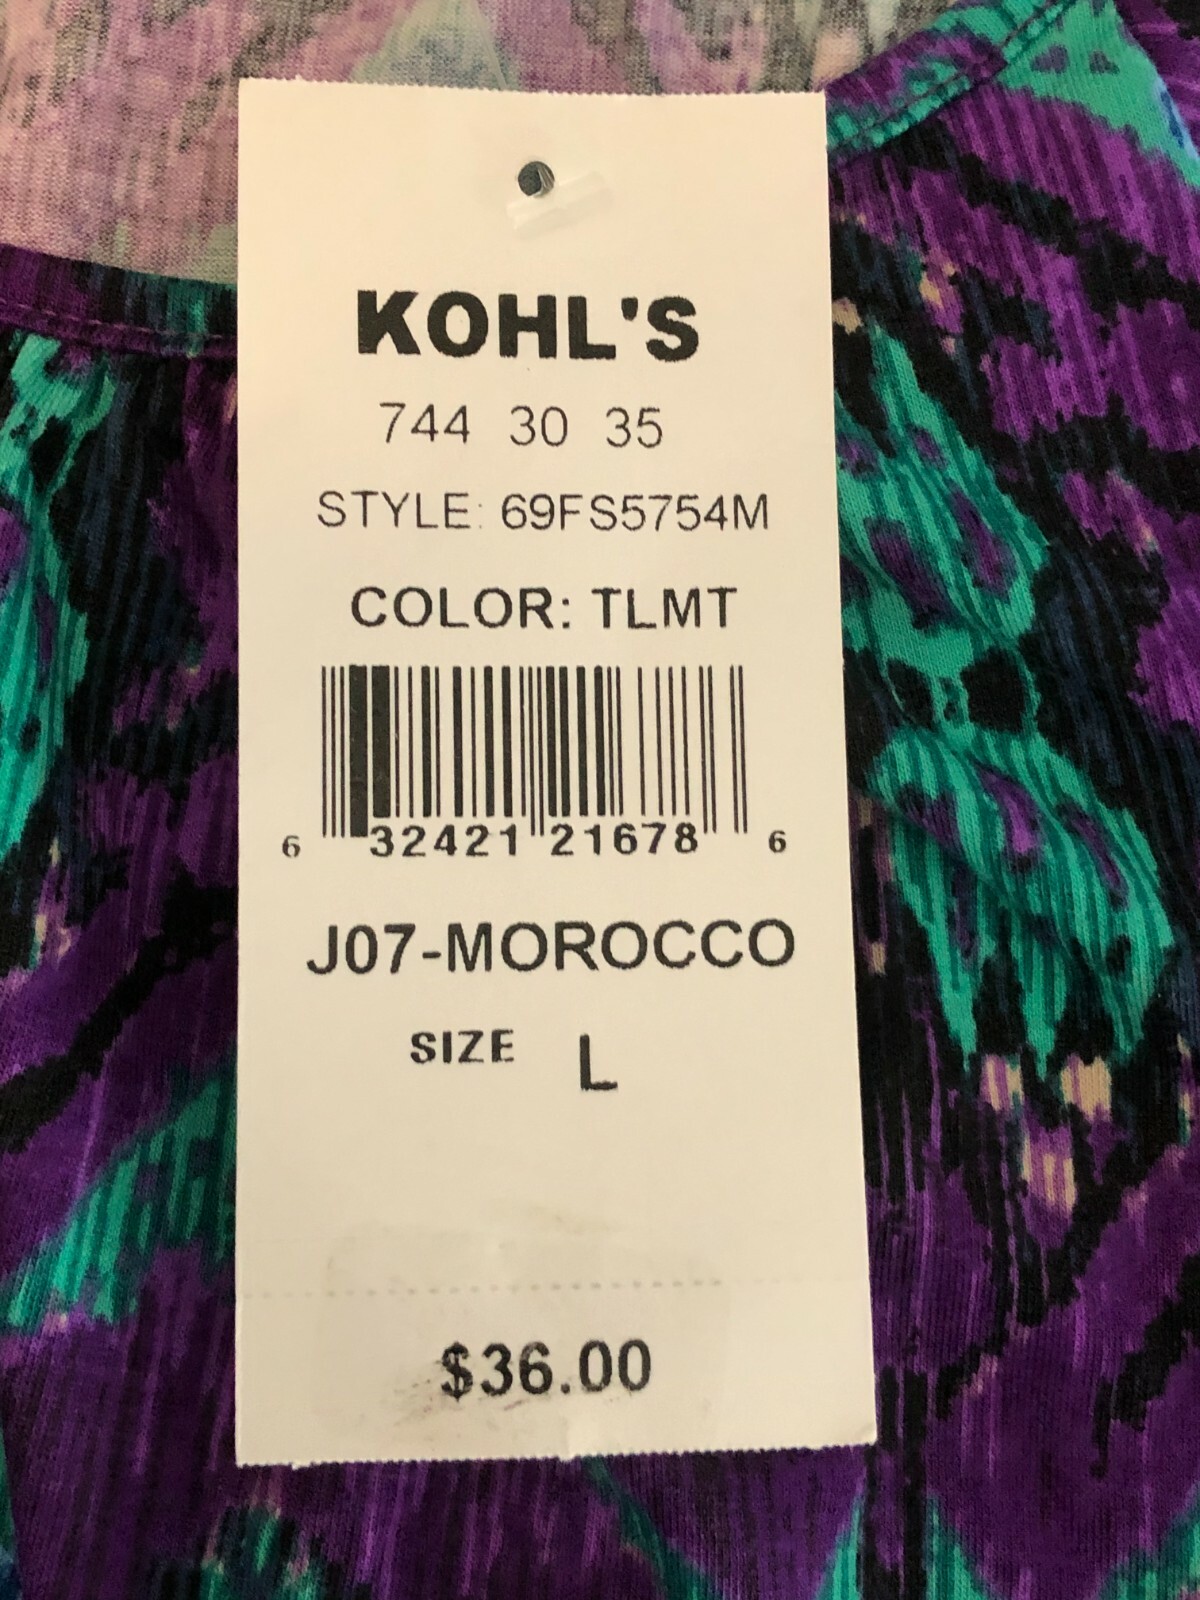 KOHL'S
744 30 35
STYLE: 69FS5754M
COLOR: TLMT
6 32421 21678 6
J07-MOROCCO
SIZE L
$36.00